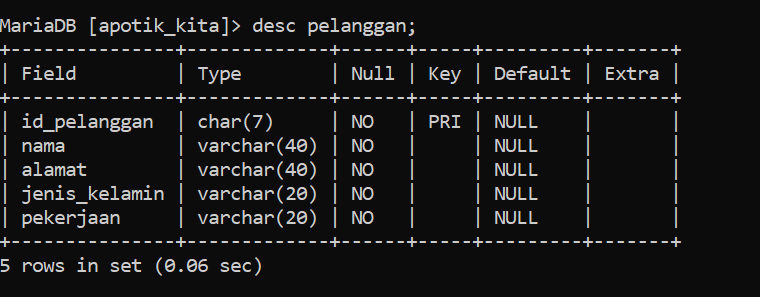 MariaDB [apotik_kita]> desc pelanggan;
+---------------+-------------+------+-----+---------+-------+
| Field         | Type        | Null | Key | Default | Extra |
+---------------+-------------+------+-----+---------+-------+
| id_pelanggan  | char(7)     | NO   | PRI | NULL    |       |
| nama          | varchar(40) | NO   |     | NULL    |       |
| alamat        | varchar(40) | NO   |     | NULL    |       |
| jenis_kelamin | varchar(20) | NO   |     | NULL    |       |
| pekerjaan     | varchar(20) | NO   |     | NULL    |       |
+---------------+-------------+------+-----+---------+-------+
5 rows in set (0.06 sec)